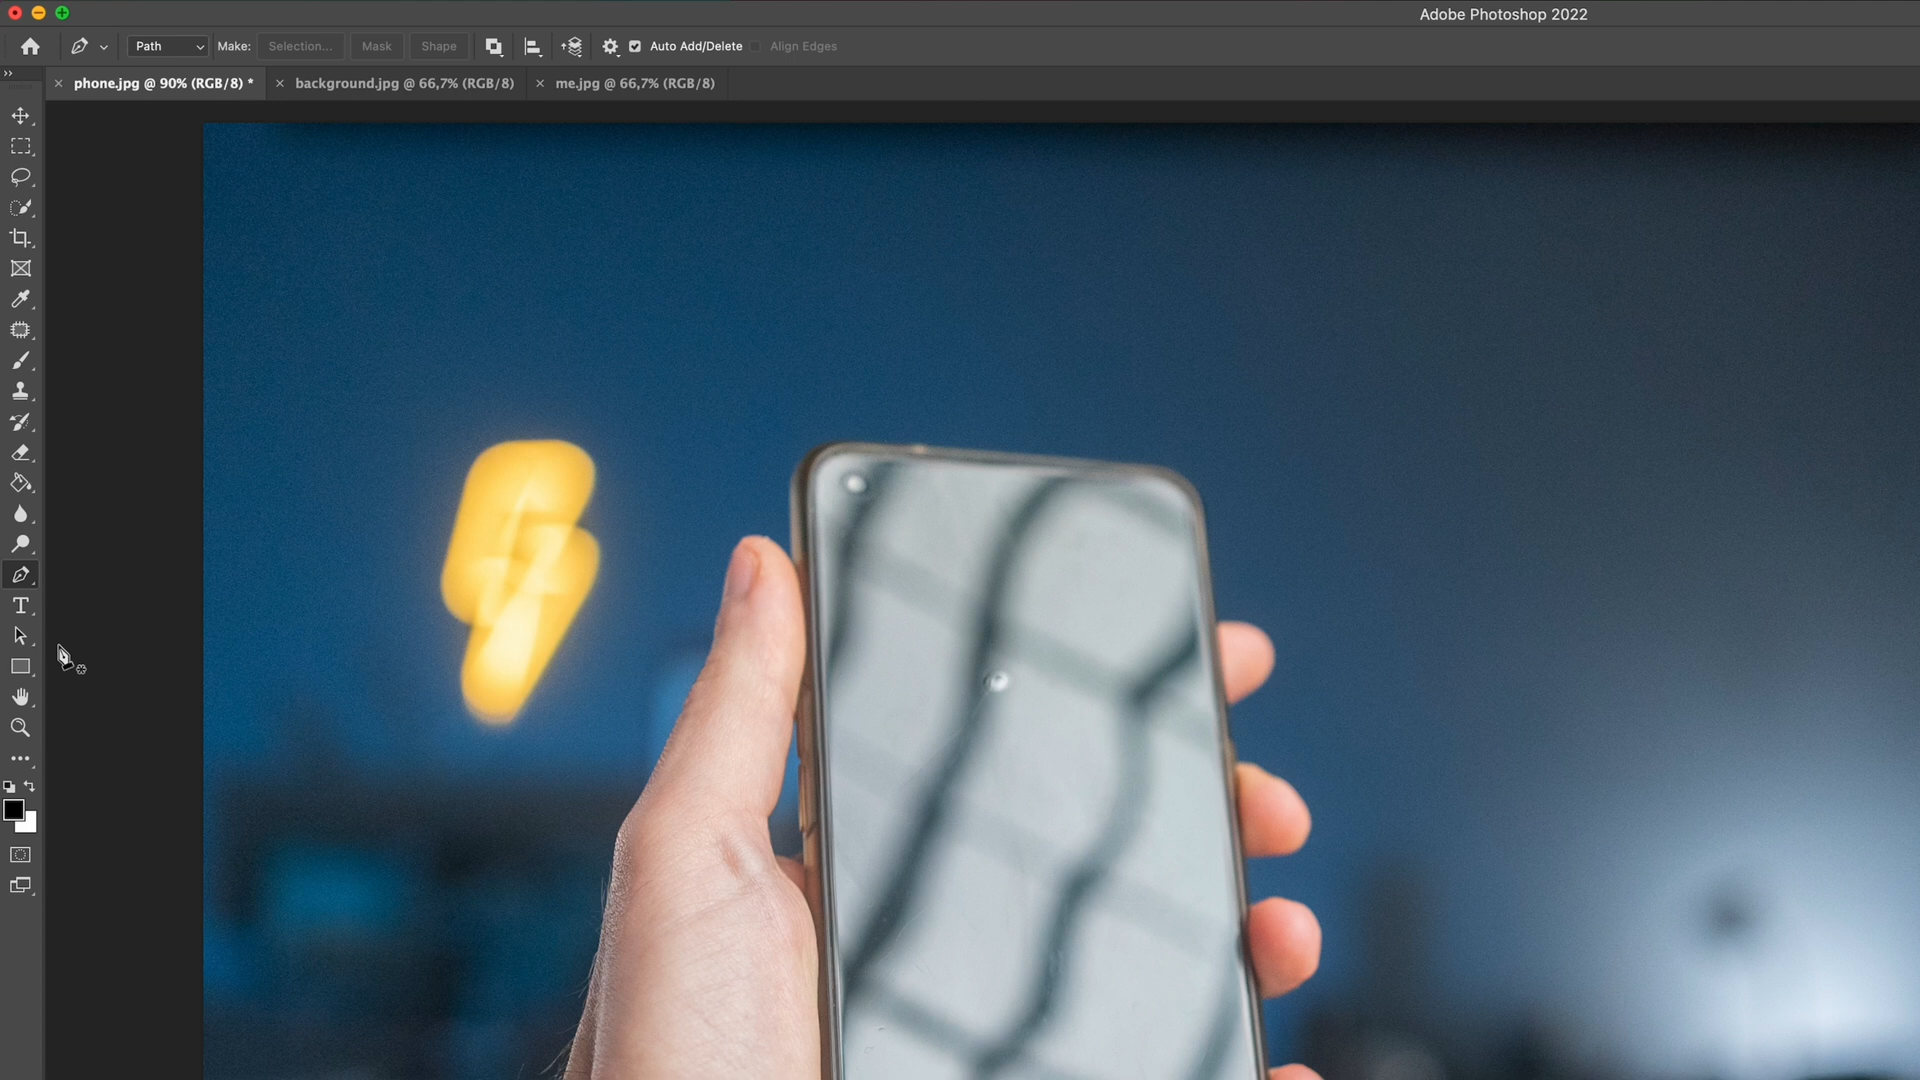 Adobe Photoshop 2022
Path Make: Selection... Mask Shape Auto Add/Delete Align Edges
phone.jpg @ 90% (RGB/8) * background.jpg @ 66,7% (RGB/8) me.jpg @ 66,7% (RGB/8)